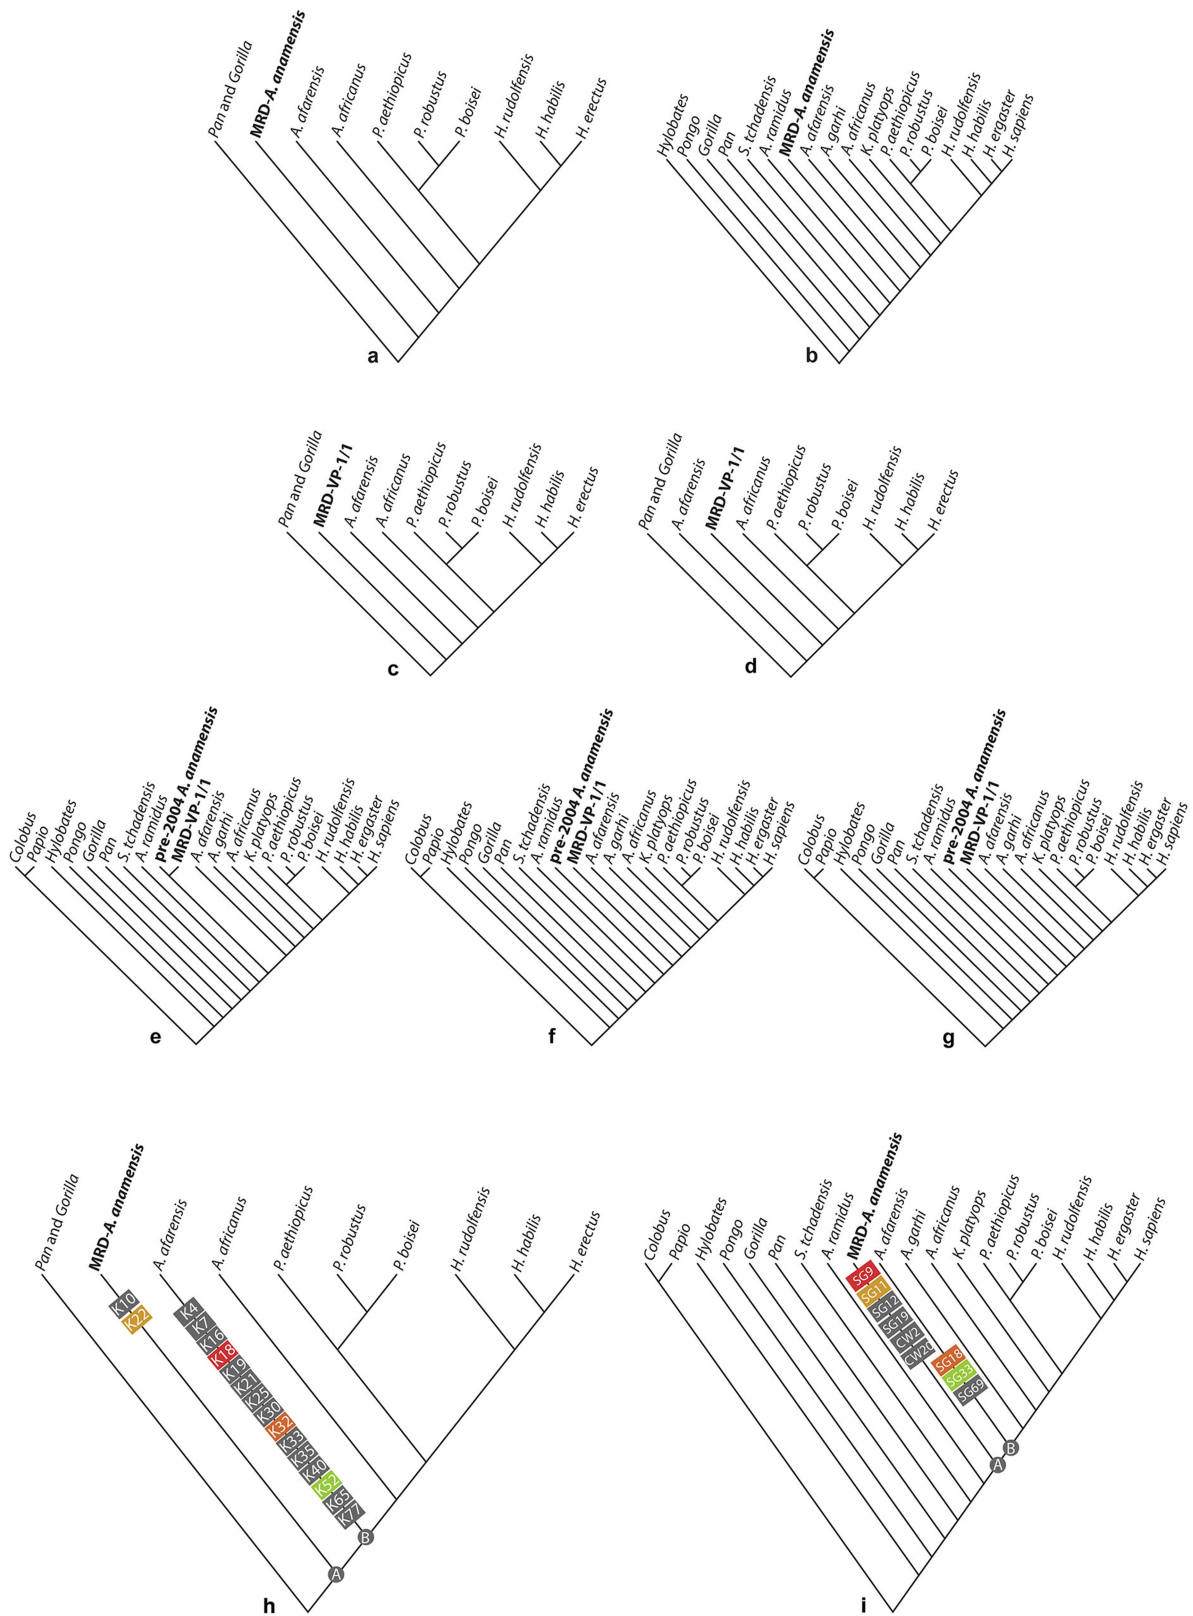 Pan and Gorilla
MRD-A. anamensis
A. afarensis
A. africanus
P. aethiopicus
P. robustus
P. boisei
H. rudolfensis
H. habilis
H. erectus
a
Hylobates
Pongo
Gorilla
Pan
S. tchadensis
A. ramidus
MRD-A. anamensis
A. afarensis
A. garhi
A. africanus
K. platyops
P. aethiopicus
P. robustus
P. boisei
H. rudolfensis
H. habilis
H. ergaster
H. sapiens
b
Pan and Gorilla
MRD-VP-1/1
A. afarensis
A. africanus
P. aethiopicus
P. robustus
P. boisei
H. rudolfensis
H. habilis
H. erectus
c
Pan and Gorilla
A. afarensis
MRD-VP-1/1
A. africanus
P. aethiopicus
P. robustus
P. boisei
H. rudolfensis
H. habilis
H. erectus
d
Colobus
Papio
Hylobates
Pongo
Gorilla
Pan
S. tchadensis
A. ramidus
pre-2004 A. anamensis
MRD-VP-1/1
A. afarensis
A. garhi
A. africanus
K. platyops
P. aethiopicus
P. robustus
P. boisei
H. rudolfensis
H. habilis
H. ergaster
H. sapiens
e
Colobus
Papio
Hylobates
Pongo
Gorilla
Pan
S. tchadensis
A. ramidus
pre-2004 A. anamensis
MRD-VP-1/1
A. afarensis
A. garhi
A. africanus
K. platyops
P. aethiopicus
P. robustus
P. boisei
H. rudolfensis
H. habilis
H. ergaster
H. sapiens
f
Colobus
Papio
Hylobates
Pongo
Gorilla
Pan
S. tchadensis
A. ramidus
pre-2004 A. anamensis
MRD-VP-1/1
A. afarensis
A. garhi
A. africanus
K. platyops
P. aethiopicus
P. robustus
P. boisei
H. rudolfensis
H. habilis
H. ergaster
H. sapiens
g
Pan and Gorilla
MRD-A. anamensis
A. afarensis
A. africanus
P. aethiopicus
P. robustus
P. boisei
H. rudolfensis
H. habilis
H. erectus
K10
K22
K4
K7
K16
K18
K19
K21
K25
K30
K32
K33
K35
K40
K52
K65
K77
B
A
h
Colobus
Papio
Hylobates
Pongo
Gorilla
Pan
S. tchadensis
A. ramidus
MRD-A. anamensis
A. afarensis
A. garhi
A. africanus
K. platyops
P. aethiopicus
P. robustus
P. boisei
H. rudolfensis
H. habilis
H. ergaster
H. sapiens
SG9
SG11
SG12
SG19
CW2
CW20
SG18
SG33
SG69
B
A
i